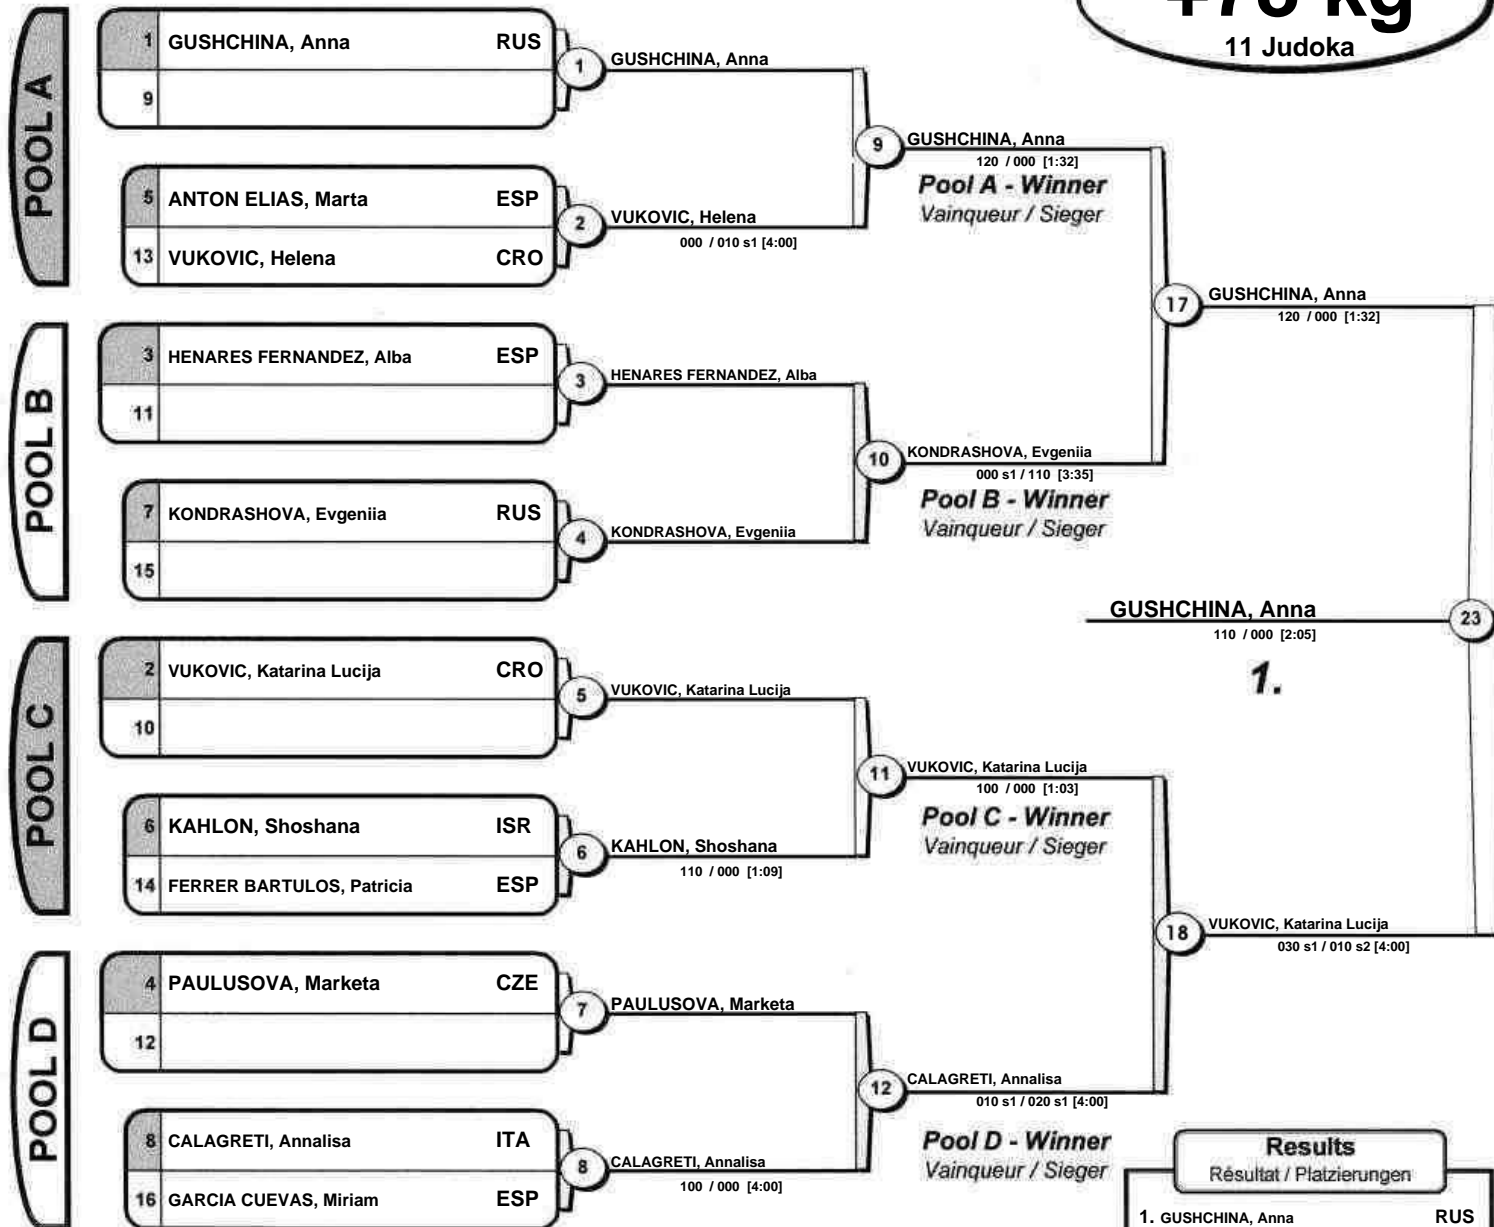 +78 kg
11 Judoka
POOL A
1 GUSHCHINA, Anna RUS
9
1
GUSHCHINA, Anna
5 ANTON ELIAS, Marta ESP
13 VUKOVIC, Helena CRO
2
VUKOVIC, Helena
000 / 010 s1 [4:00]
9
GUSHCHINA, Anna
120 / 000 [1:32]
Pool A - Winner
Vainqueur / Sieger
POOL B
3 HENARES FERNANDEZ, Alba ESP
11
3
HENARES FERNANDEZ, Alba
7 KONDRASHOVA, Evgeniia RUS
15
4
KONDRASHOVA, Evgeniia
10
KONDRASHOVA, Evgeniia
000 s1 / 110 [3:35]
Pool B - Winner
Vainqueur / Sieger
17
GUSHCHINA, Anna
120 / 000 [1:32]
GUSHCHINA, Anna
110 / 000 [2:05]
1.
23
POOL C
2 VUKOVIC, Katarina Lucija CRO
10
5
VUKOVIC, Katarina Lucija
6 KAHLON, Shoshana ISR
14 FERRER BARTULOS, Patricia ESP
6
KAHLON, Shoshana
110 / 000 [1:09]
11
VUKOVIC, Katarina Lucija
100 / 000 [1:03]
Pool C - Winner
Vainqueur / Sieger
POOL D
4 PAULUSOVA, Marketa CZE
12
7
PAULUSOVA, Marketa
8 CALAGRETI, Annalisa ITA
16 GARCIA CUEVAS, Miriam ESP
8
CALAGRETI, Annalisa
100 / 000 [4:00]
12
CALAGRETI, Annalisa
010 s1 / 020 s1 [4:00]
Pool D - Winner
Vainqueur / Sieger
18
VUKOVIC, Katarina Lucija
030 s1 / 010 s2 [4:00]
Results
Résultat / Platzierungen
1. GUSHCHINA, Anna RUS